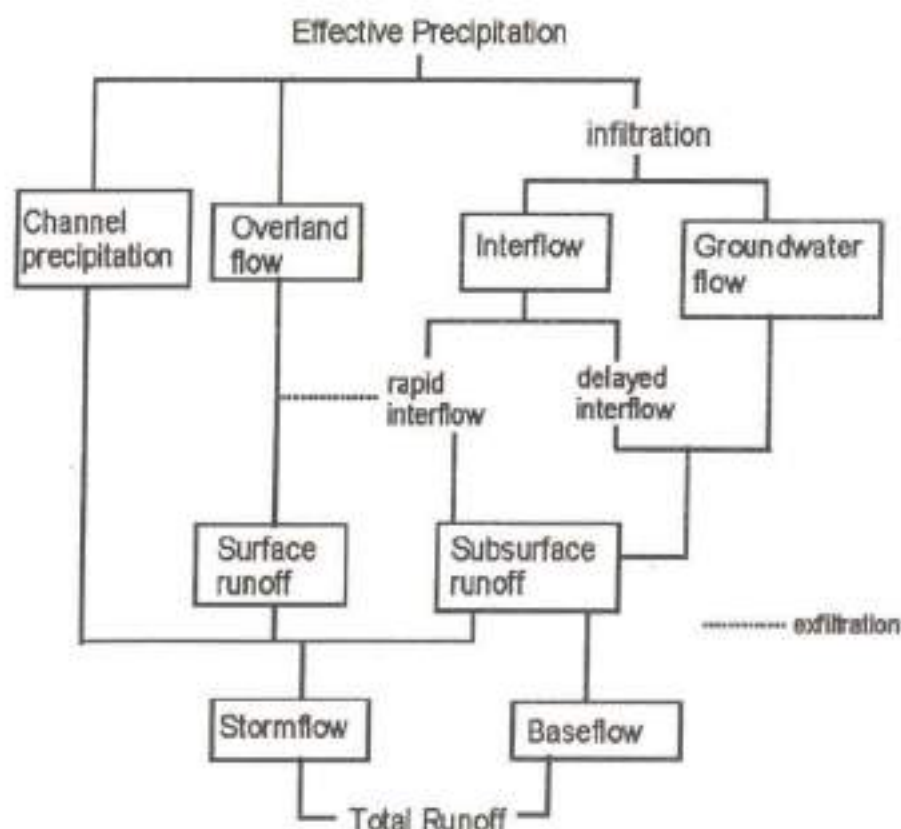 Effective Precipitation
infiltration
Channel
precipitation
Overland
flow
Interflow
Groundwater
flow
rapid
interflow
delayed
interflow
Surface
runoff
Subsurface
runoff
exfiltration
Stormflow
Baseflow
Total Runoff